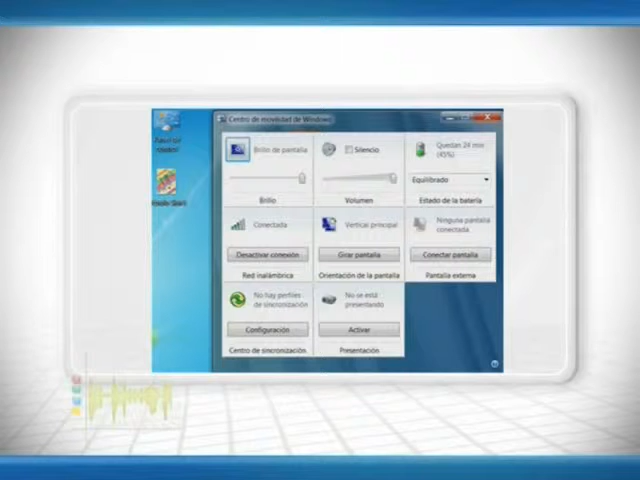 Centro de movilidad de Windows
Brillo de pantalla
Silencio
Quedan 24 min
(45%)
Equilibrado
Brillo
Volumen
Estado de la batería
Conectada
Vertical principal
Ninguna pantalla
conectada
Desactivar conexión
Girar pantalla
Conectar pantalla
Red inalámbrica
Orientación de la pantalla
Pantalla externa
No hay perfiles
de sincronización
No se está
presentando
Configuración
Activar
Centro de sincronización
Presentación